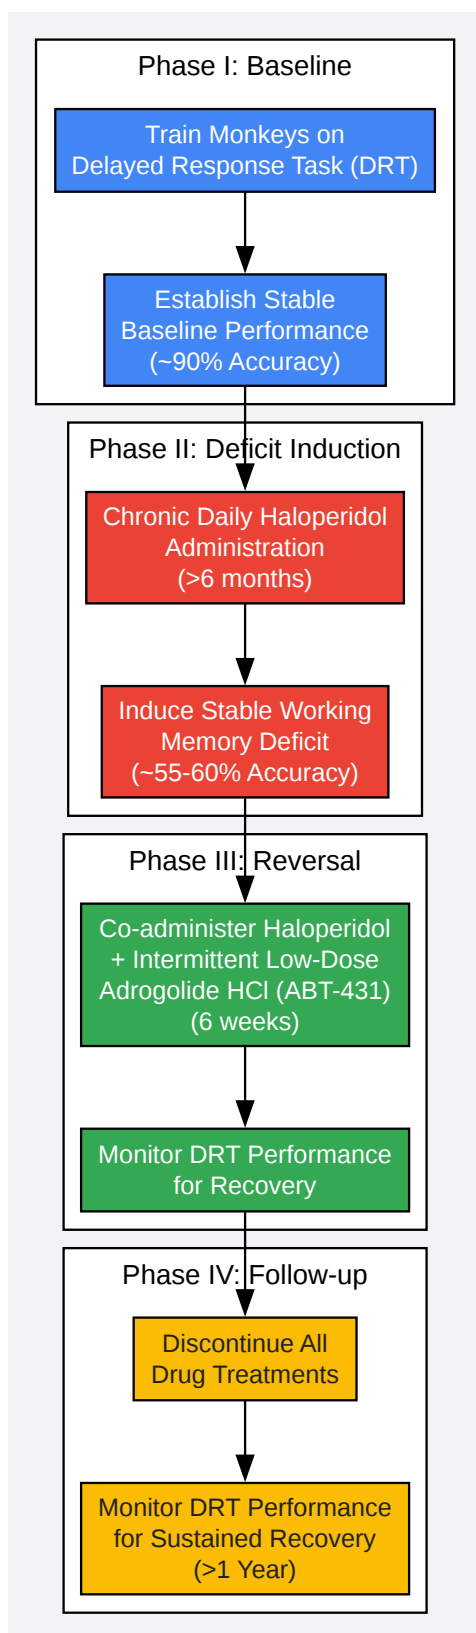 Phase I: Baseline
Train Monkeys on
Delayed Response Task (DRT)
Establish Stable
Baseline Performance
(~90% Accuracy)
Phase II: Deficit Induction
Chronic Daily Haloperidol
Administration
(>6 months)
Induce Stable Working
Memory Deficit
(~55-60% Accuracy)
Phase III: Reversal
Co-administer Haloperidol
+ Intermittent Low-Dose
Adrogolide HCl (ABT-431)
(6 weeks)
Monitor DRT Performance
for Recovery
Phase IV: Follow-up
Discontinue All
Drug Treatments
Monitor DRT Performance
for Sustained Recovery
(>1 Year)